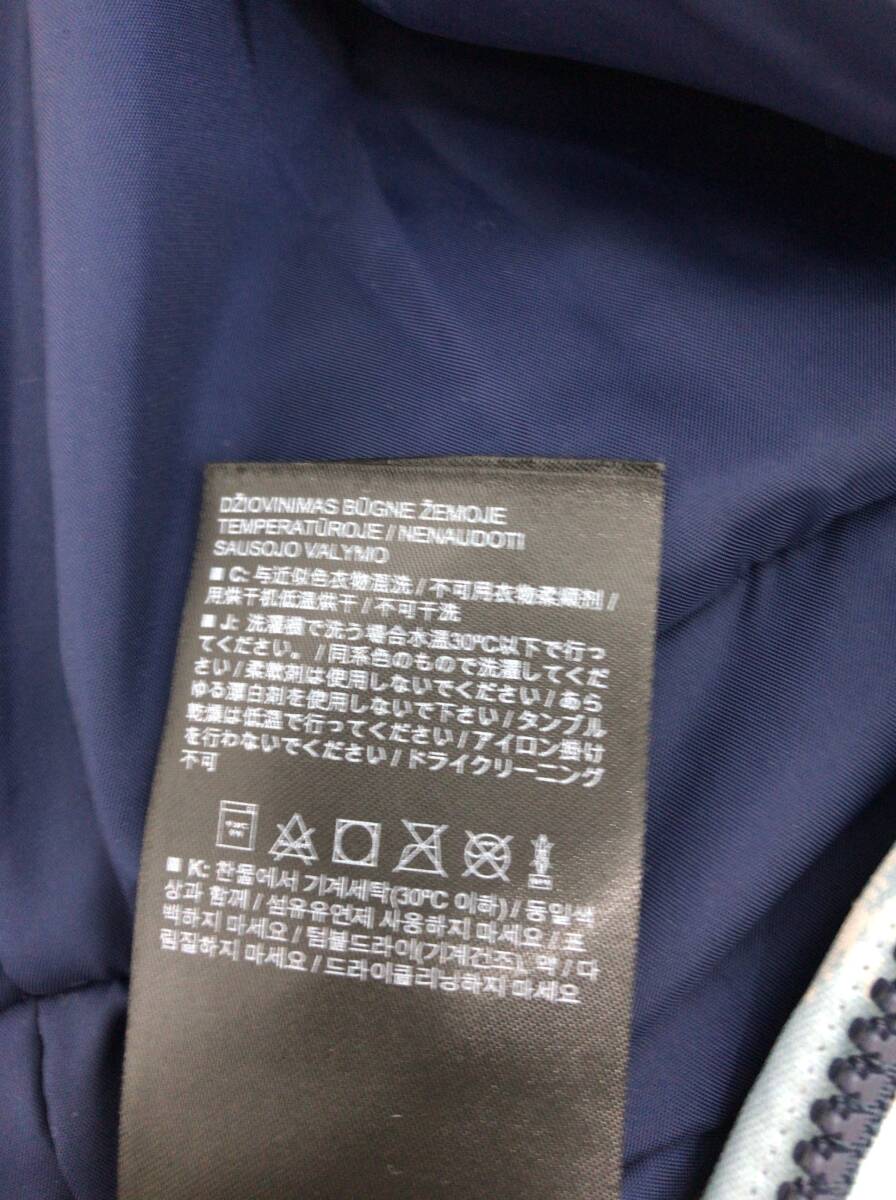 DŽIOVINIMAS BŪGNE ŽEMOJE
TEMPERATŪROJE / NENAUDOTI
SAUSOJO VALYMO
■ C: 与近似色衣物混洗 / 不可用衣物柔顺剂 /
用烘干机低温烘干 / 不可干洗
■ J: 洗濯機で洗う場合水温30ºC以下で行っ
てください。 / 同系色のもので洗濯してくだ
さい / 柔軟剤は使用しないでください / あら
ゆる漂白剤を使用しないで下さい / タンブル
乾燥は低温で行ってください / アイロン掛け
を行わないでください / ドライクリーニング
不可
■ K: 찬물에서 기계세탁(30ºC 이하) / 동일색
상과 함께 / 섬유유연제 사용하지 마세요 / 표
백하지 마세요 / 텀블드라이(기계건조), 약 / 다
림질하지 마세요 / 드라이클리닝하지 마세요